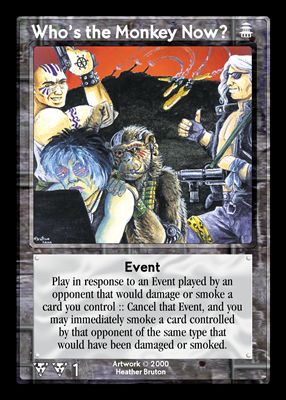 Who's the Monkey Now?
Event
Play in response to an Event played by an
opponent that would damage or smoke a
card you control :: Cancel that Event, and you
may immediately smoke a card controlled
by that opponent of the same type that
would have been damaged or smoked.
1
Artwork © 2000
Heather Bruton